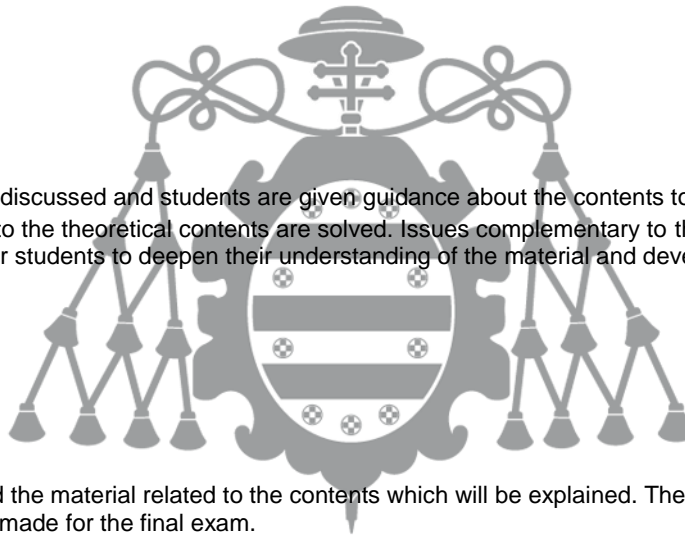 discussed and students are given guidance about the contents to
to the theoretical contents are solved. Issues complementary to th
r students to deepen their understanding of the material and deve
d the material related to the contents which will be explained. The
made for the final exam.